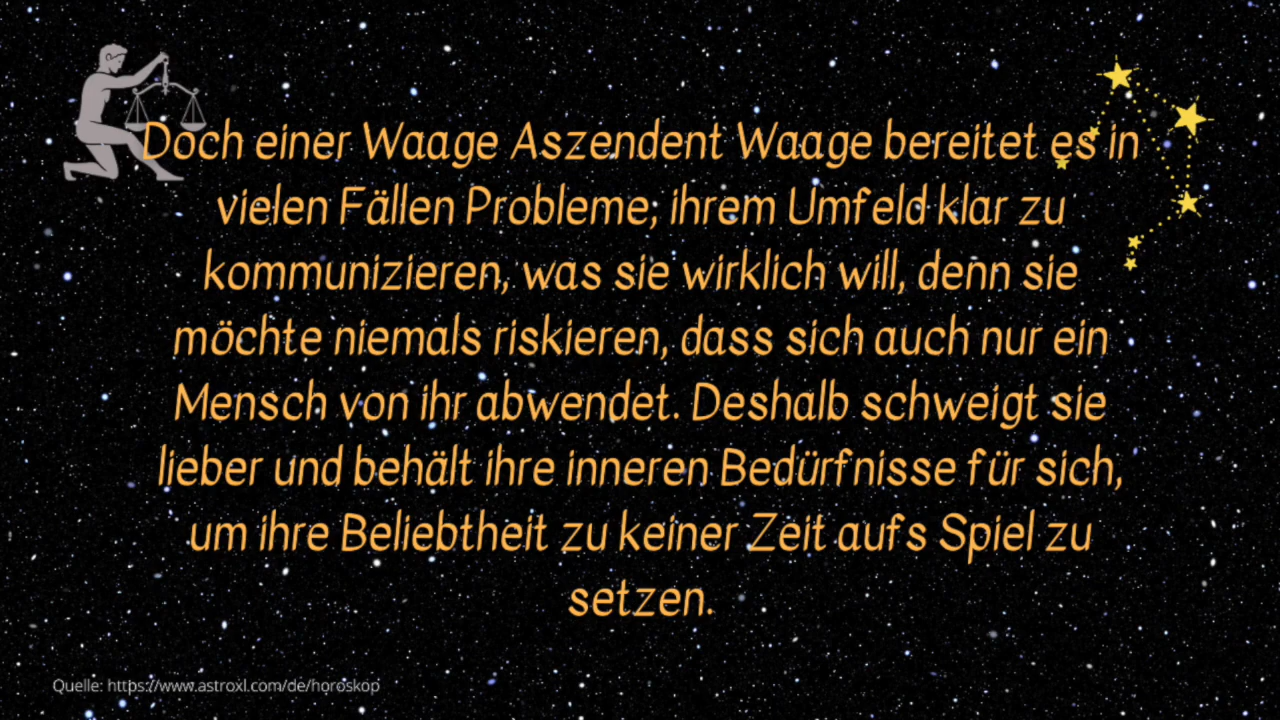 Doch einer Waage Aszendent Waage bereitet es in
vielen Fällen Probleme, ihrem Umfeld klar zu
kommunizieren, was sie wirklich will, denn sie
möchte niemals riskieren, dass sich auch nur ein
Mensch von ihr abwendet. Deshalb schweigt sie
lieber und behält ihre inneren Bedürfnisse für sich,
um ihre Beliebtheit zu keiner Zeit aufs Spiel zu
setzen.
Quelle: https://www.astroxl.com/de/horoskop